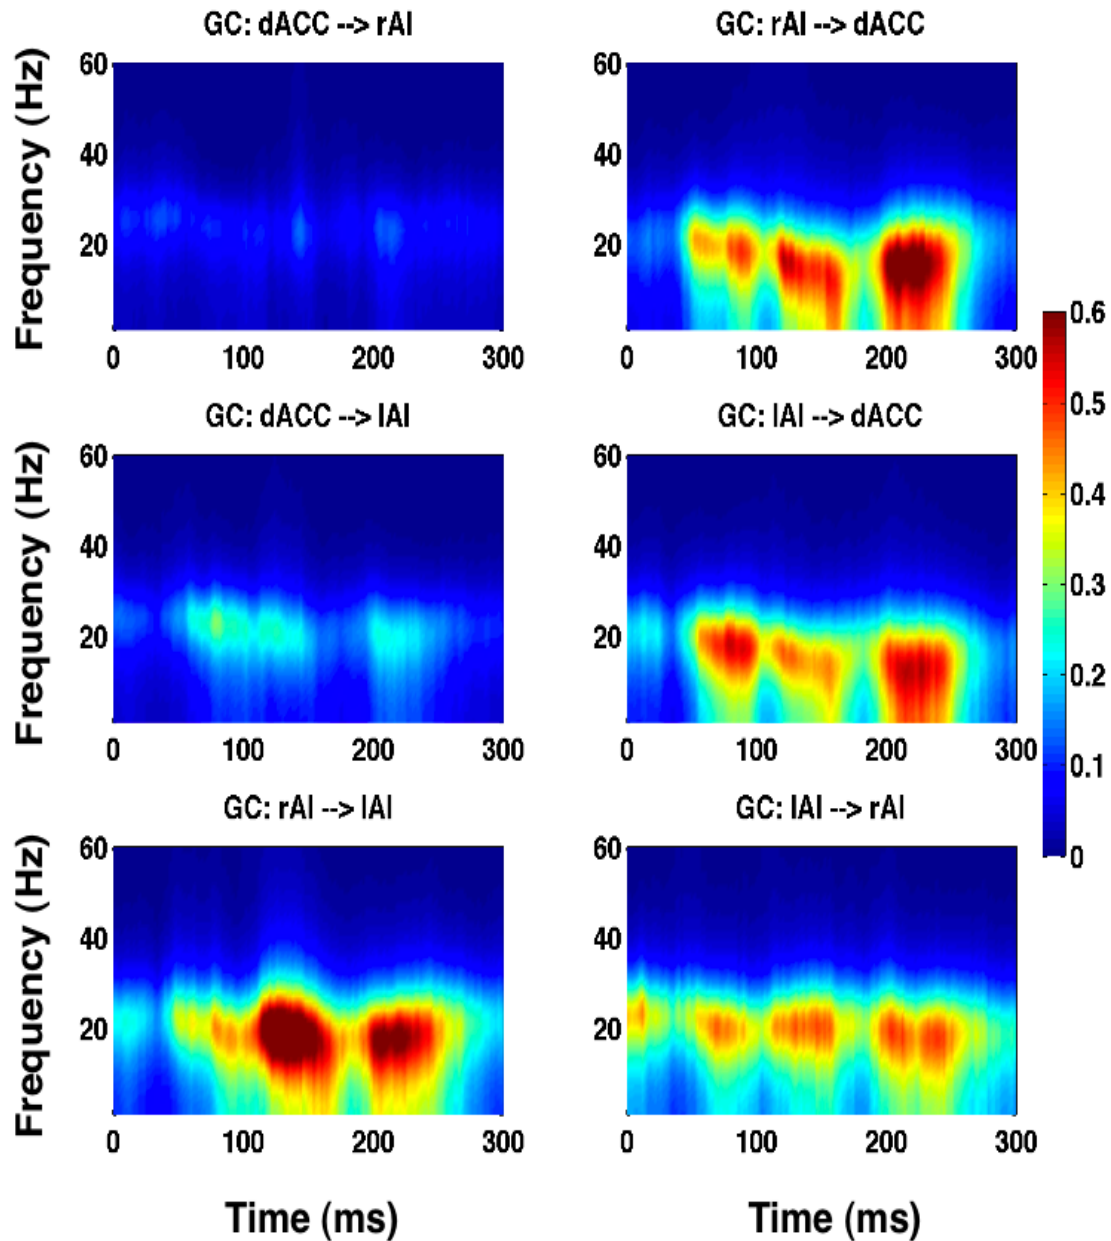 GC: dACC --> rAI
GC: rAI --> dACC
Frequency (Hz)
60
40
20
0 100 200 300
60
40
20
0 100 200 300
GC: dACC --> lAI
GC: lAI --> dACC
Frequency (Hz)
60
40
20
0 100 200 300
60
40
20
0 100 200 300
0.6
0.5
0.4
0.3
0.2
0.1
0
GC: rAI --> lAI
GC: lAI --> rAI
Frequency (Hz)
60
40
20
0 100 200 300
60
40
20
0 100 200 300
Time (ms)
Time (ms)